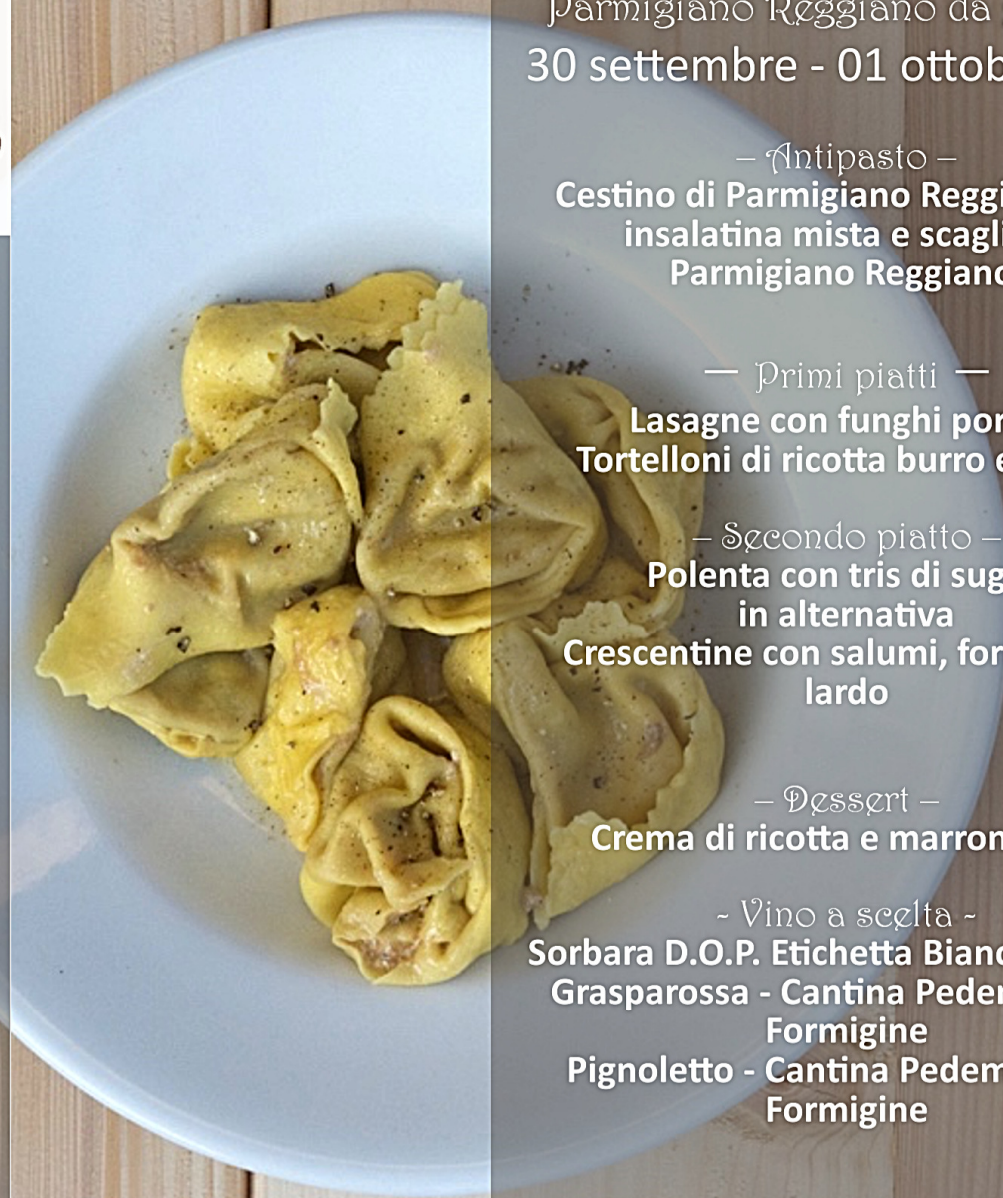 Parmigiano Reggiano da
30 settembre - 01 ottob
– Antipasto –
Cestino di Parmigiano Reggi
insalatina mista e scagli
Parmigiano Reggiano
— Primi piatti —
Lasagne con funghi por
Tortelloni di ricotta burro e
– Secondo piatto –
Polenta con tris di sug
in alternativa
Crescentine con salumi, for
lardo
– Dessert –
Crema di ricotta e marron
- Vino a scelta -
Sorbara D.O.P. Etichetta Bianc
Grasparossa - Cantina Peder
Formigine
Pignoletto - Cantina Pedem
Formigine